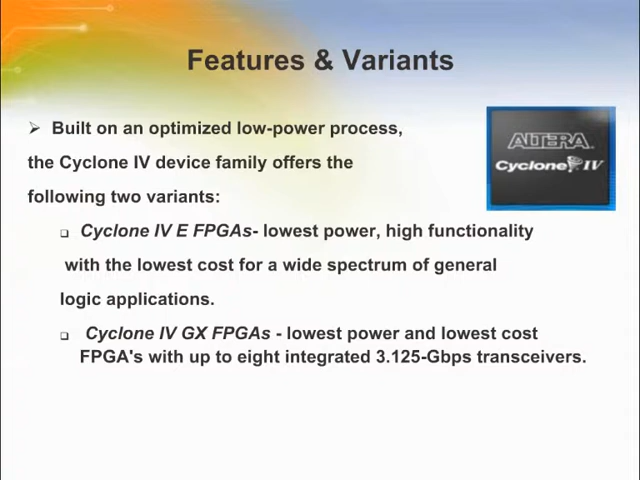 Features & Variants
Built on an optimized low-power process,
the Cyclone IV device family offers the
following two variants:
ALTERA.
Cyclone IV
Cyclone IV E FPGAs- lowest power, high functionality
with the lowest cost for a wide spectrum of general
logic applications.
Cyclone IV GX FPGAs - lowest power and lowest cost
FPGA's with up to eight integrated 3.125-Gbps transceivers.